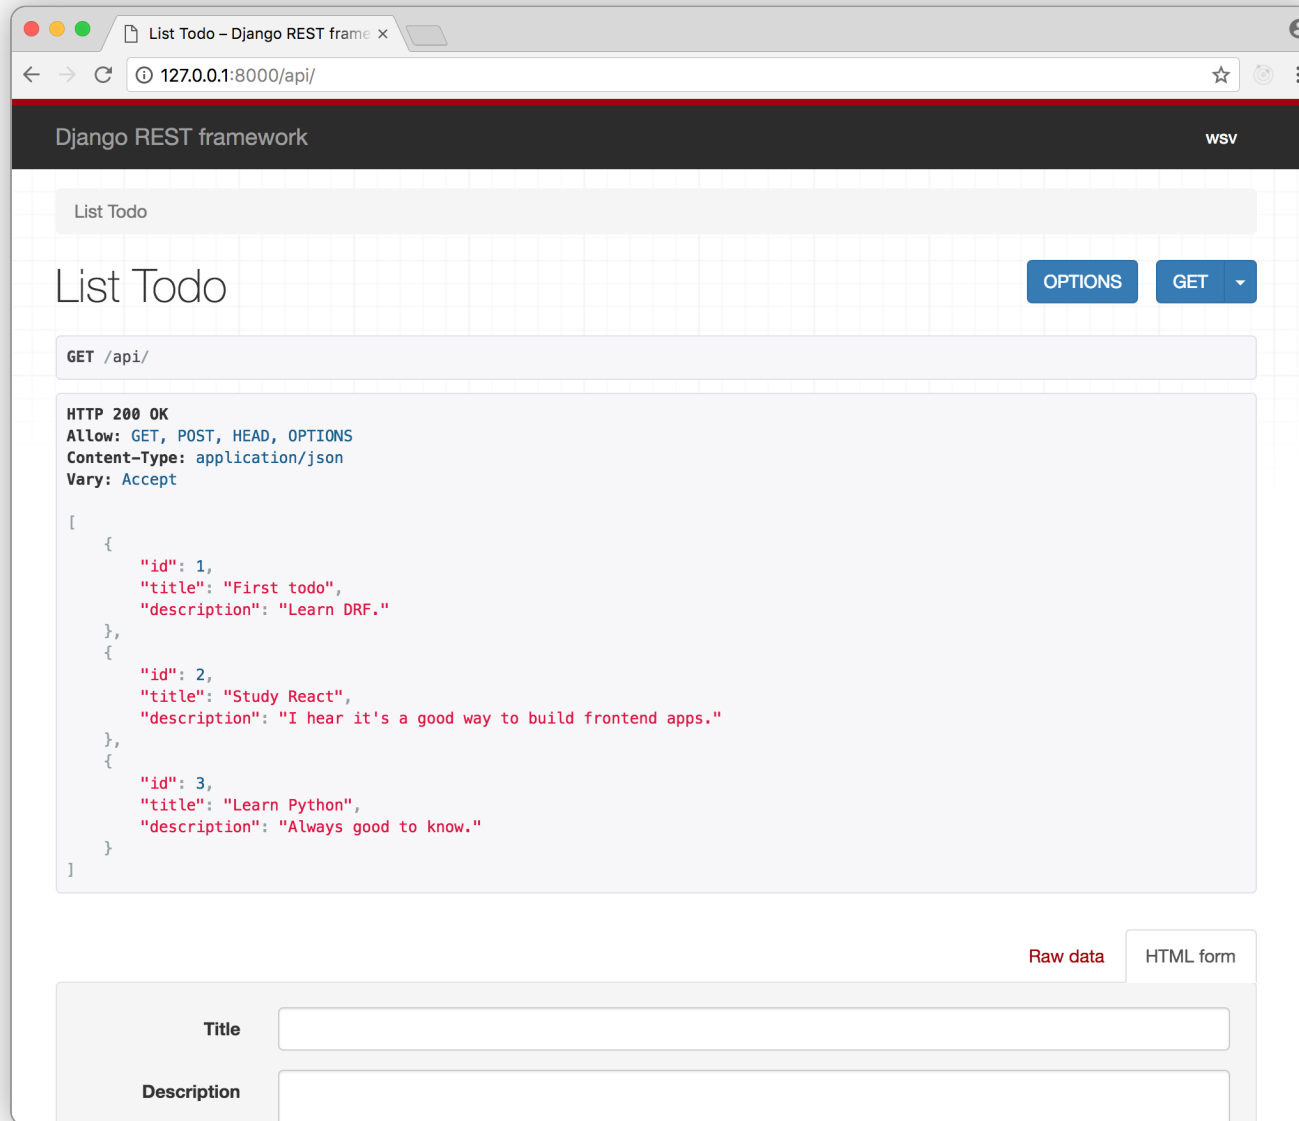 List Todo – Django REST frame
127.0.0.1:8000/api/
Django REST framework
wsv
List Todo
List Todo
OPTIONS
GET
GET /api/
HTTP 200 OK
Allow: GET, POST, HEAD, OPTIONS
Content-Type: application/json
Vary: Accept
[
    {
        "id": 1,
        "title": "First todo",
        "description": "Learn DRF."
    },
    {
        "id": 2,
        "title": "Study React",
        "description": "I hear it's a good way to build frontend apps."
    },
    {
        "id": 3,
        "title": "Learn Python",
        "description": "Always good to know."
    }
]
Raw data
HTML form
Title
Description